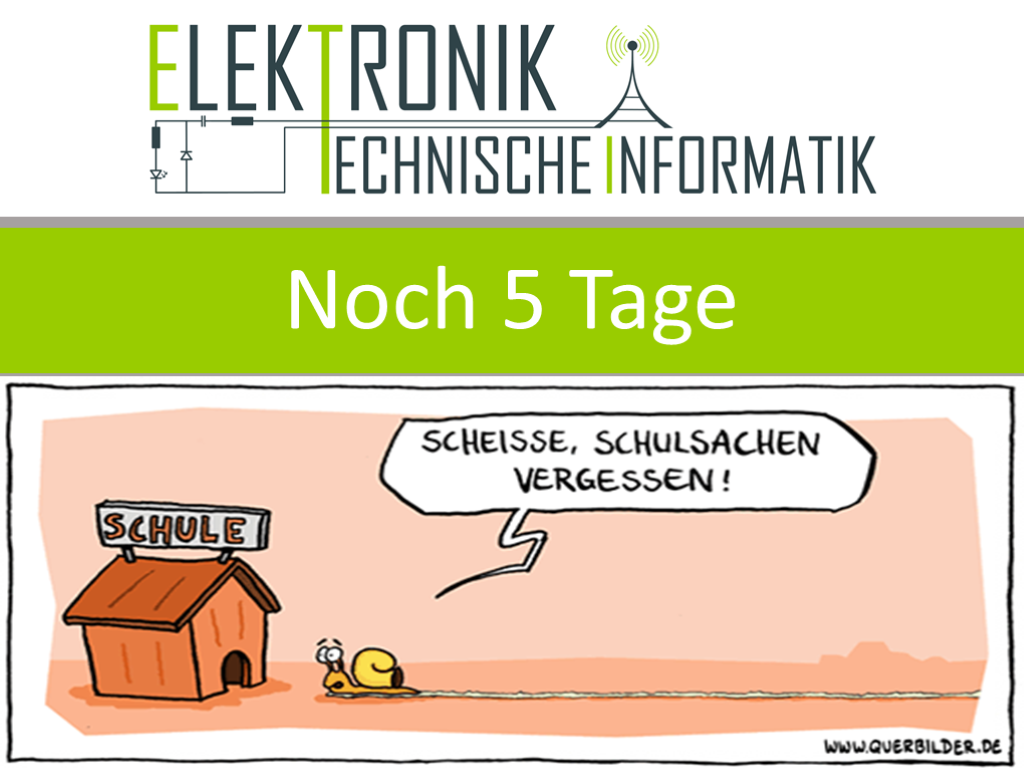 ELEKTRONIK
TECHNISCHE INFORMATIK
Noch 5 Tage
SCHEISSE, SCHULSACHEN
VERGESSEN!
SCHULE
WWW.QUERBILDER.DE